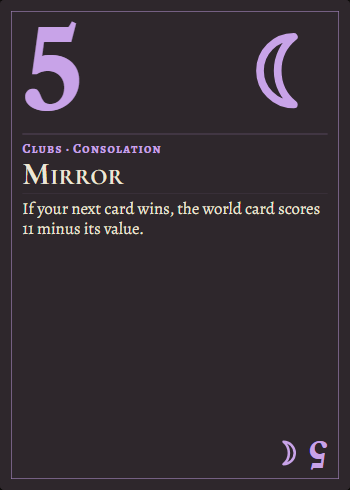 5
Clubs · Consolation
Mirror
If your next card wins, the world card scores
11 minus its value.
5